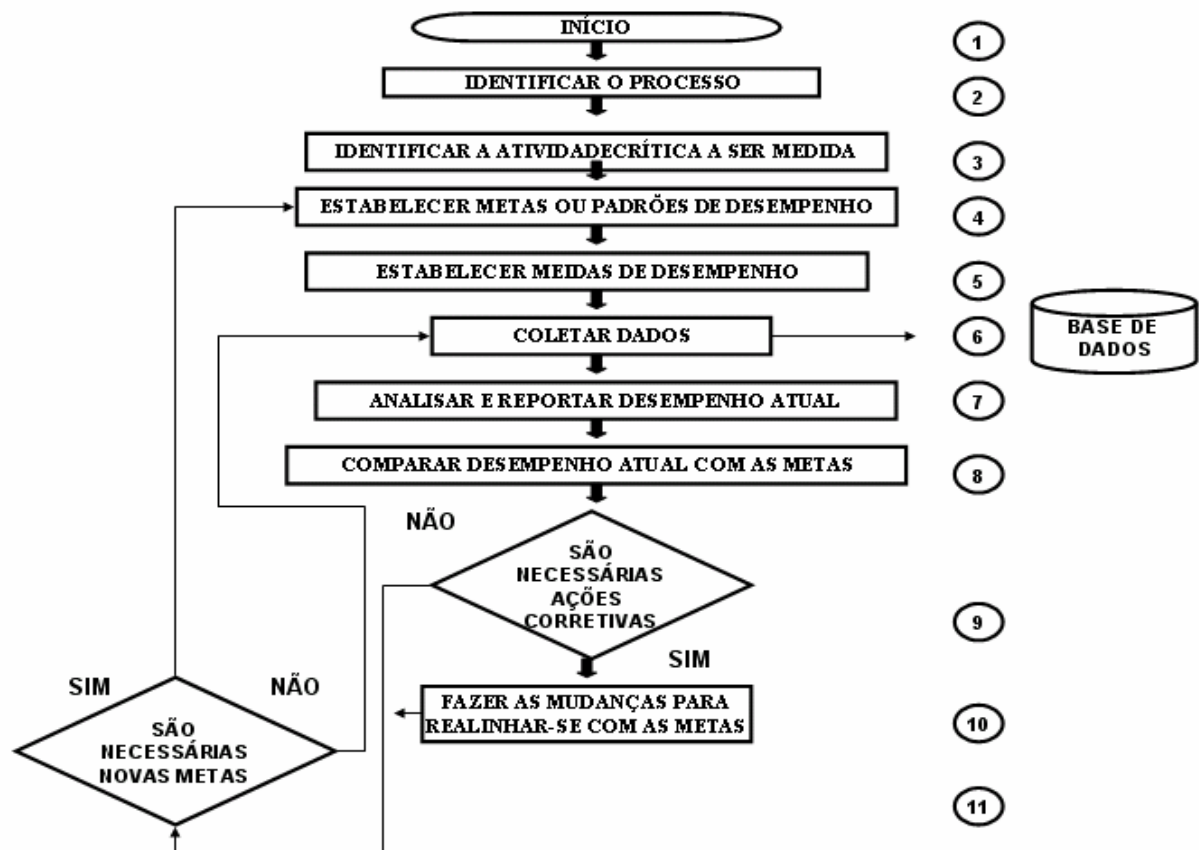 INÍCIO
1
IDENTIFICAR O PROCESSO
2
IDENTIFICAR A ATIVIDADECRÍTICA A SER MEDIDA
3
ESTABELECER METAS OU PADRÕES DE DESEMPENHO
4
ESTABELECER MEIDAS DE DESEMPENHO
5
COLETAR DADOS
6
BASE DE
DADOS
ANALISAR E REPORTAR DESEMPENHO ATUAL
7
COMPARAR DESEMPENHO ATUAL COM AS METAS
8
NÃO
SÃO
NECESSÁRIAS
AÇÕES
CORRETIVAS
9
SIM
FAZER AS MUDANÇAS PARA
REALINHAR-SE COM AS METAS
10
SIM
NÃO
SÃO
NECESSÁRIAS
NOVAS METAS
11